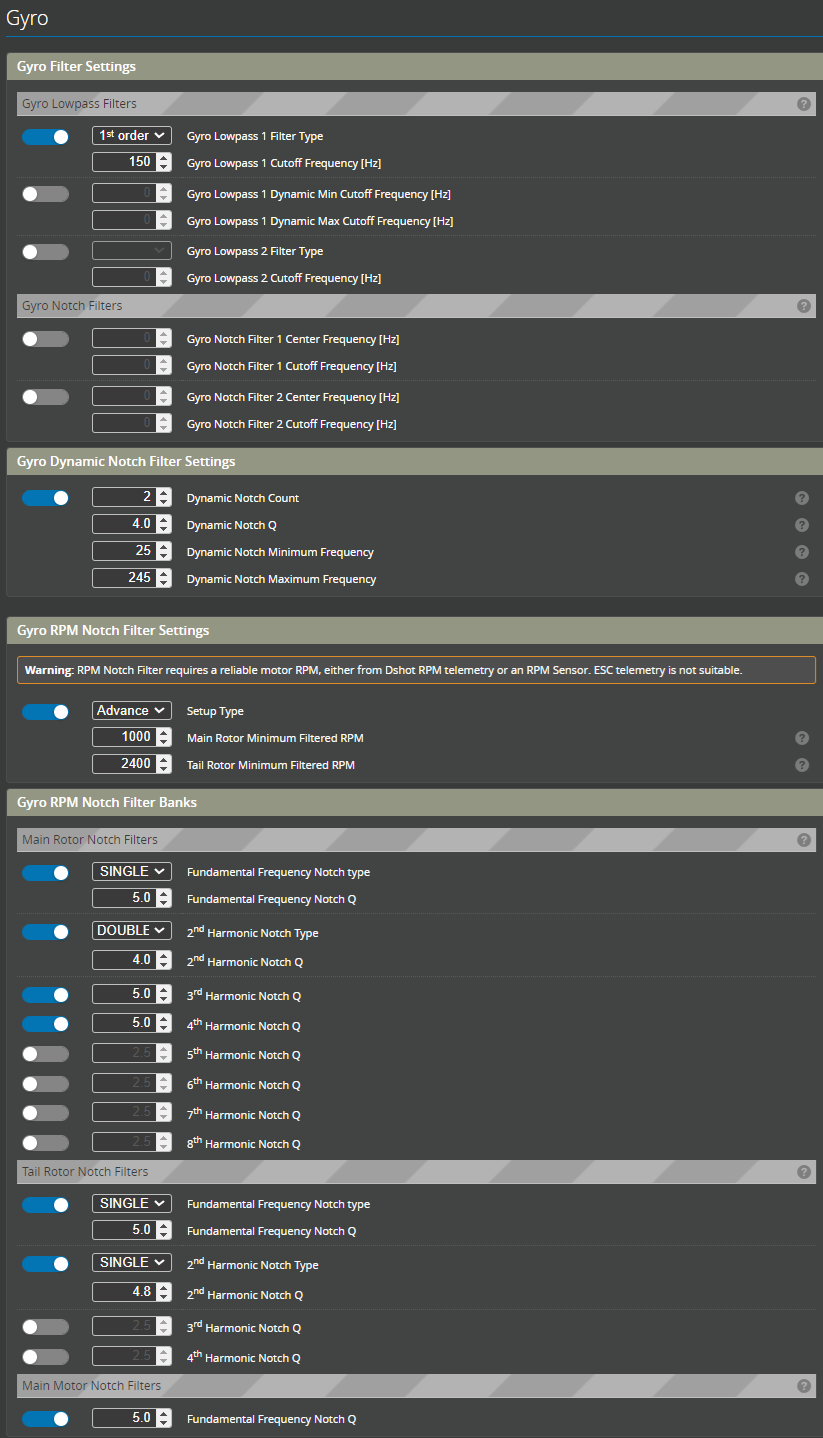 Gyro
Gyro Filter Settings
Gyro Lowpass Filters ?
1st order Gyro Lowpass 1 Filter Type
150 Gyro Lowpass 1 Cutoff Frequency [Hz]
0 Gyro Lowpass 1 Dynamic Min Cutoff Frequency [Hz]
0 Gyro Lowpass 1 Dynamic Max Cutoff Frequency [Hz]
Gyro Lowpass 2 Filter Type
0 Gyro Lowpass 2 Cutoff Frequency [Hz]
Gyro Notch Filters ?
0 Gyro Notch Filter 1 Center Frequency [Hz]
0 Gyro Notch Filter 1 Cutoff Frequency [Hz]
0 Gyro Notch Filter 2 Center Frequency [Hz]
0 Gyro Notch Filter 2 Cutoff Frequency [Hz]
Gyro Dynamic Notch Filter Settings
2 Dynamic Notch Count ?
4.0 Dynamic Notch Q ?
25 Dynamic Notch Minimum Frequency ?
245 Dynamic Notch Maximum Frequency ?
Gyro RPM Notch Filter Settings
Warning: RPM Notch Filter requires a reliable motor RPM, either from Dshot RPM telemetry or an RPM Sensor. ESC telemetry is not suitable.
Advance Setup Type
1000 Main Rotor Minimum Filtered RPM ?
2400 Tail Rotor Minimum Filtered RPM ?
Gyro RPM Notch Filter Banks
Main Rotor Notch Filters ?
SINGLE Fundamental Frequency Notch type
5.0 Fundamental Frequency Notch Q
DOUBLE 2nd Harmonic Notch Type
4.0 2nd Harmonic Notch Q
5.0 3rd Harmonic Notch Q
5.0 4th Harmonic Notch Q
2.5 5th Harmonic Notch Q
2.5 6th Harmonic Notch Q
2.5 7th Harmonic Notch Q
2.5 8th Harmonic Notch Q
Tail Rotor Notch Filters ?
SINGLE Fundamental Frequency Notch type
5.0 Fundamental Frequency Notch Q
SINGLE 2nd Harmonic Notch Type
4.8 2nd Harmonic Notch Q
2.5 3rd Harmonic Notch Q
2.5 4th Harmonic Notch Q
Main Motor Notch Filters ?
5.0 Fundamental Frequency Notch Q